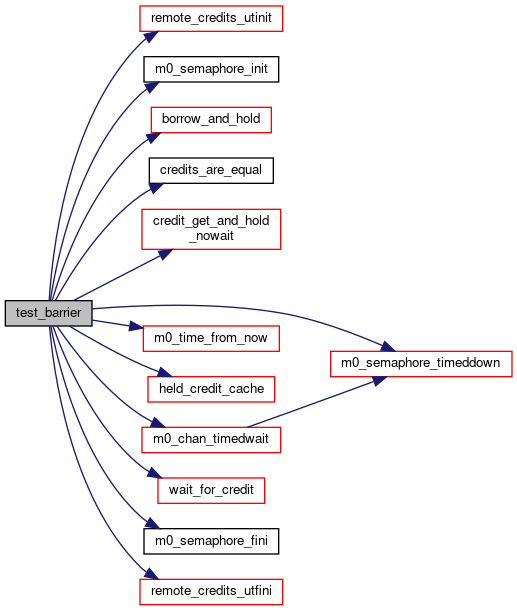 remote_credits_utinit
m0_semaphore_init
borrow_and_hold
credits_are_equal
credit_get_and_hold
_nowait
test_barrier
m0_time_from_now
m0_semaphore_timeddown
held_credit_cache
m0_chan_timedwait
wait_for_credit
m0_semaphore_fini
remote_credits_utfini